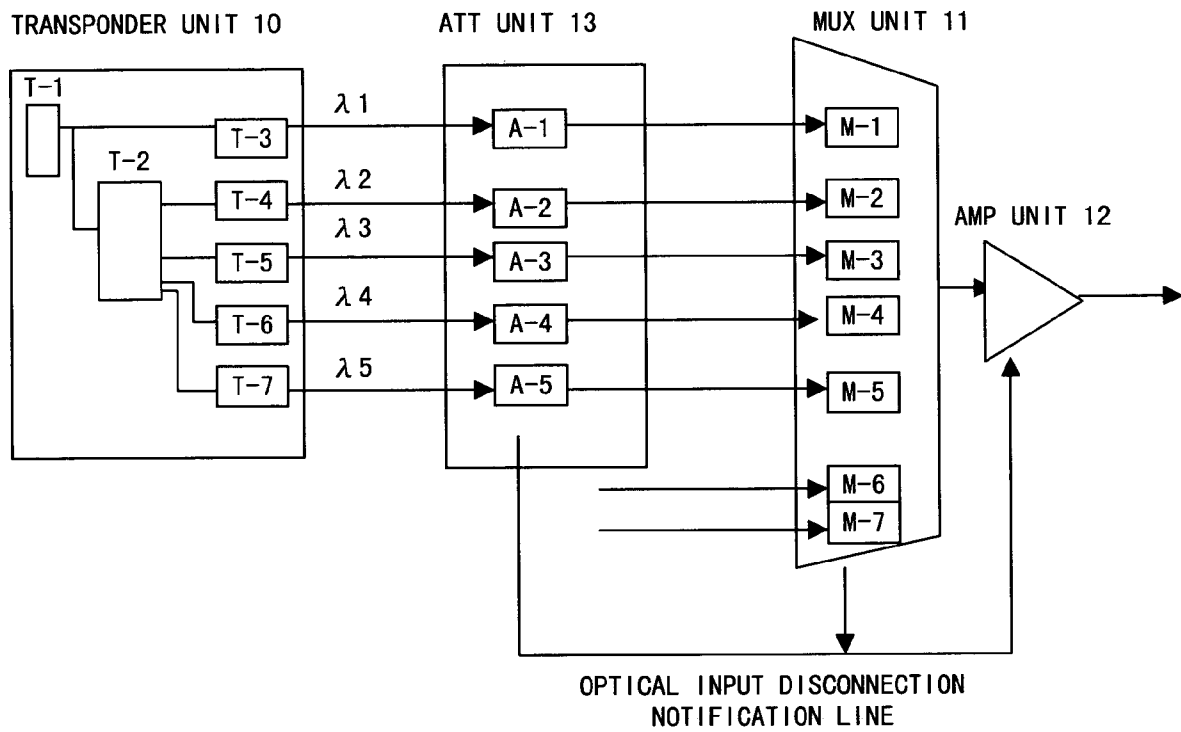 TRANSPONDER UNIT 10
ATT UNIT 13
MUX UNIT 11
T-1
λ1
T-3
A-1
M-1
T-2
λ2
T-4
A-2
M-2
λ3
AMP UNIT 12
T-5
A-3
M-3
λ4
T-6
A-4
M-4
λ5
T-7
A-5
M-5
M-6
M-7
OPTICAL INPUT DISCONNECTION
NOTIFICATION LINE